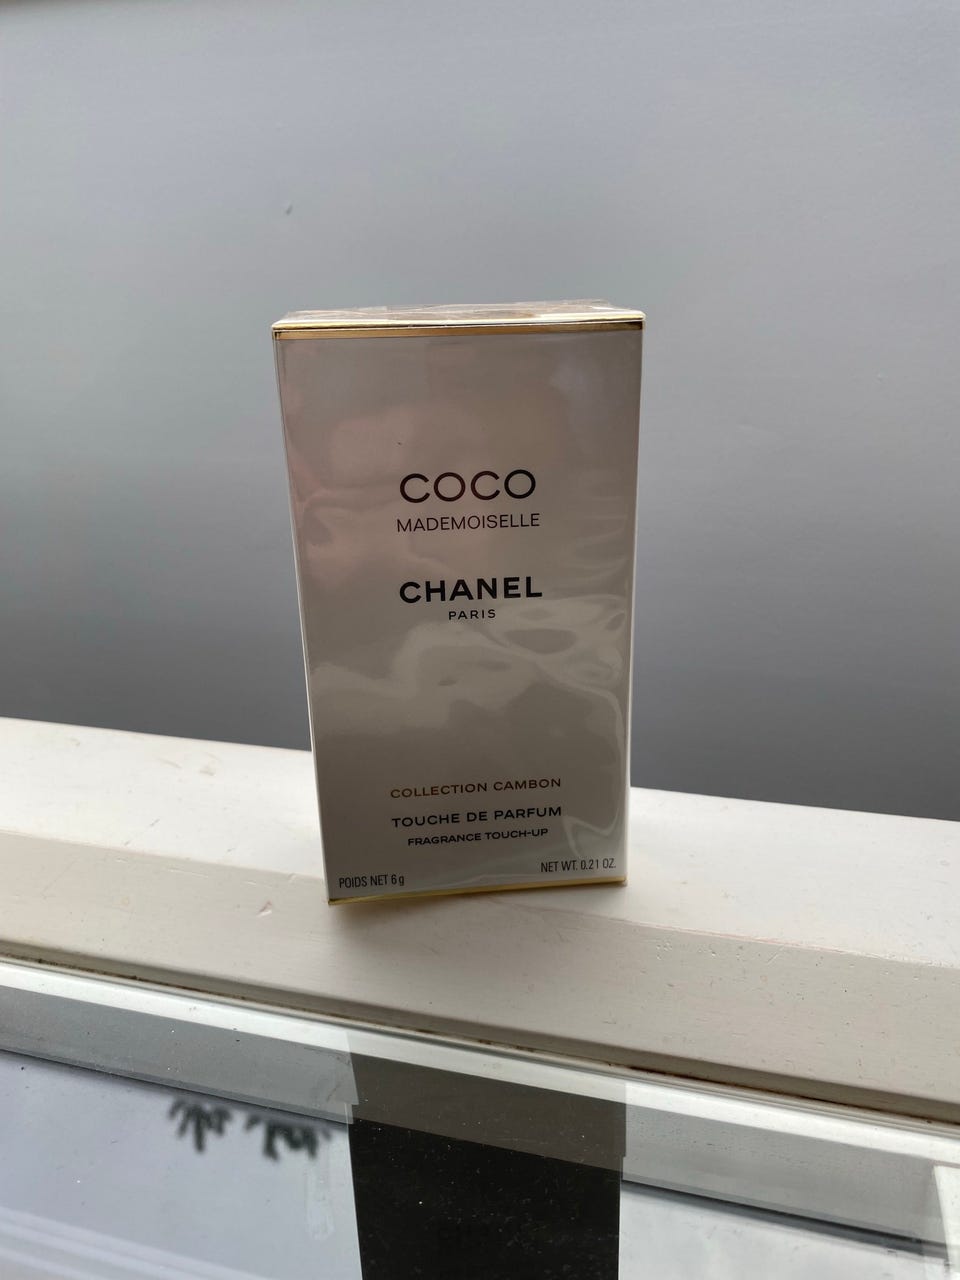 COCO
MADEMOISELLE
CHANEL
PARIS
COLLECTION CAMBON
TOUCHE DE PARFUM
FRAGRANCE TOUCH-UP
POIDS NET 6 g NET WT. 0.21 OZ.